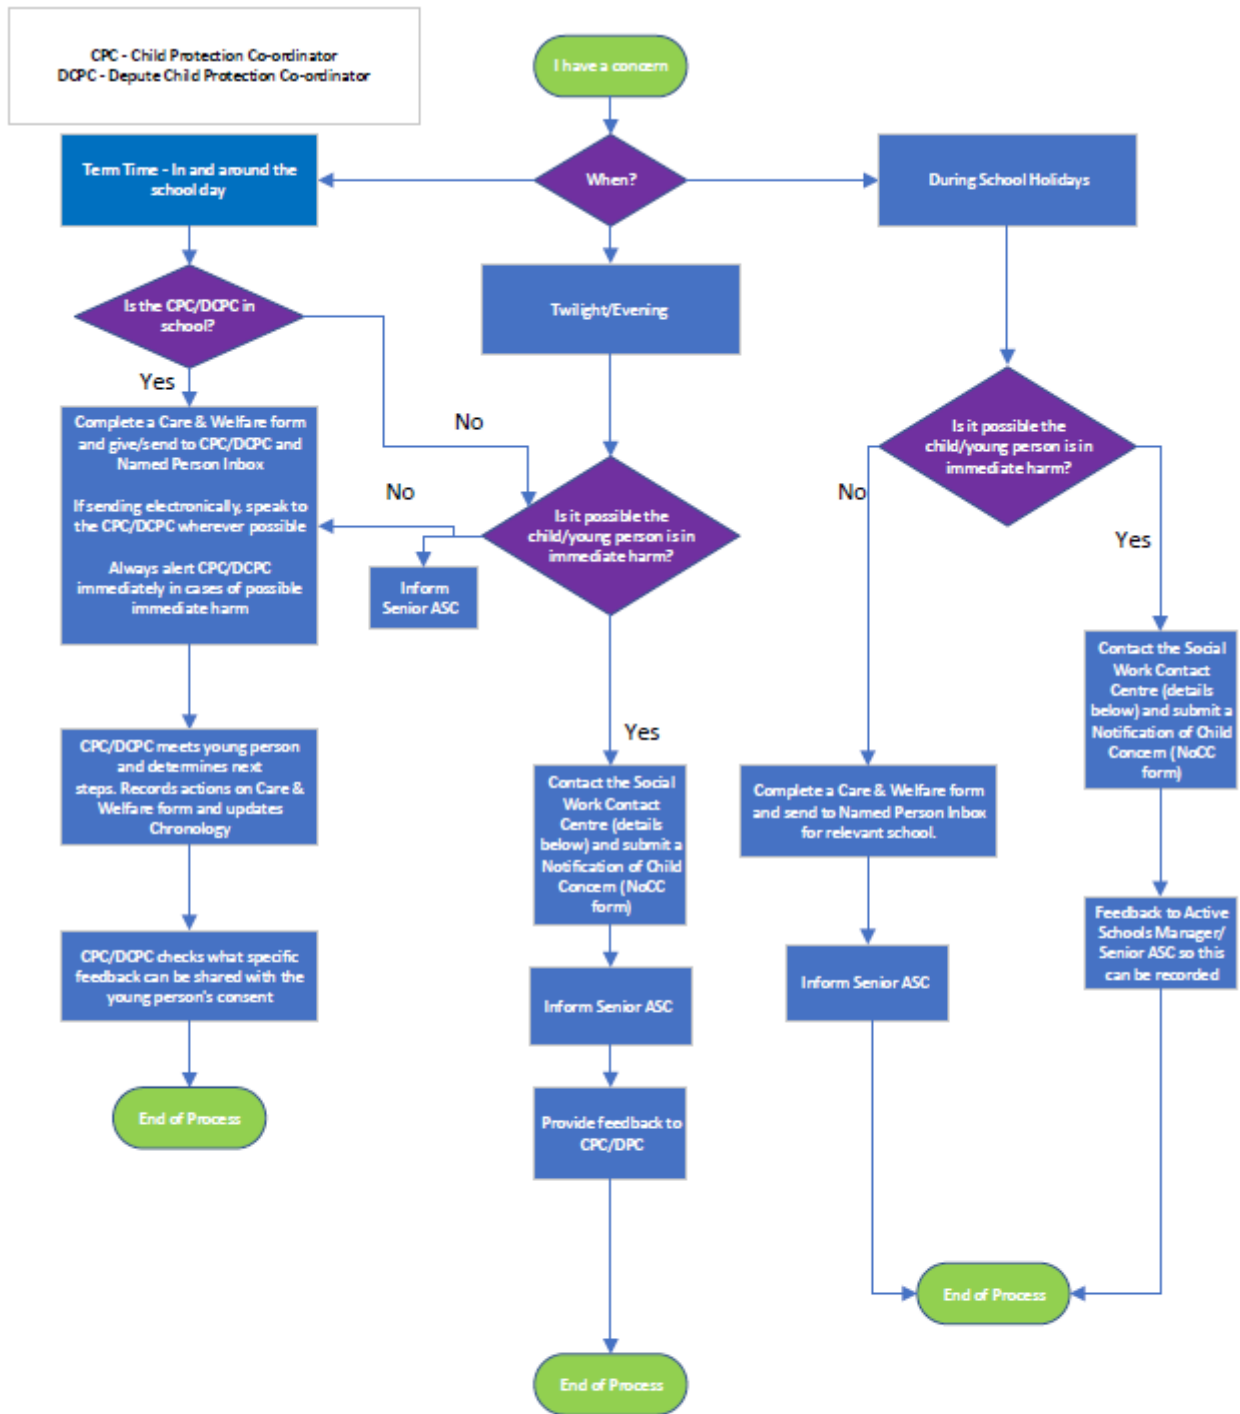 CPC - Child Protection Co-ordinator
DCPC - Depute Child Protection Co-ordinator
I have a concern
When?
Term Time - In and around the
school day
During School Holidays
Twilight/Evening
Is the CPC/DCPC in
school?
Yes
No
Complete a Care & Welfare form
and give/send to CPC/DCPC and
Named Person Inbox
If sending electronically, speak to
the CPC/DCPC wherever possible
Always alert CPC/DCPC
immediately in cases of possible
immediate harm
No
Inform
Senior ASC
Is it possible the
child/young person is in
immediate harm?
Is it possible the
child/young person is in
immediate harm?
No
Yes
Yes
CPC/DCPC meets young person
and determines next
steps. Records actions on Care &
Welfare form and updates
Chronology
CPC/DCPC checks what specific
feedback can be shared with the
young person's consent
End of Process
Contact the Social
Work Contact
Centre (details
below) and submit a
Notification of Child
Concern (NoCC
form)
Inform Senior ASC
Provide feedback to
CPC/DPC
End of Process
Complete a Care & Welfare form
and send to Named Person Inbox
for relevant school.
Inform Senior ASC
Contact the Social
Work Contact
Centre (details
below) and submit a
Notification of Child
Concern (NoCC
form)
Feedback to Active
Schools Manager/
Senior ASC so this
can be recorded
End of Process